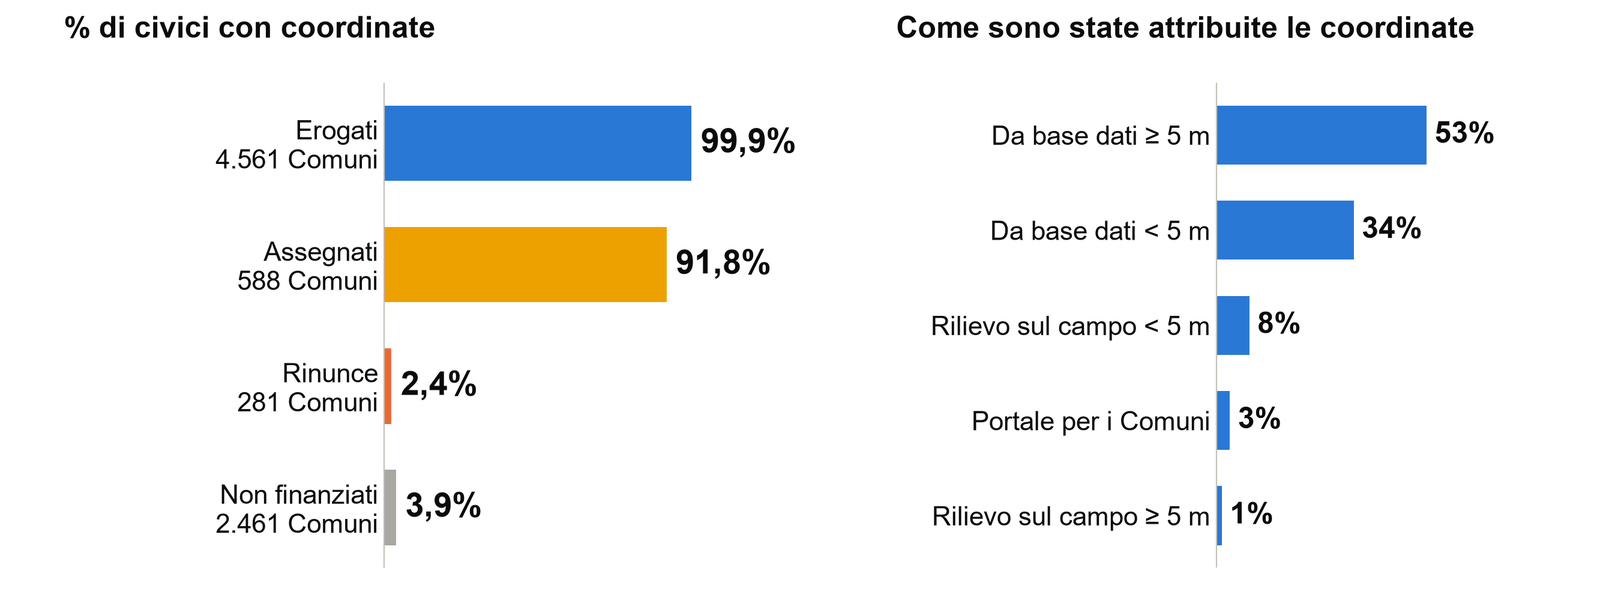 % di civici con coordinate
Erogati
4.561 Comuni
99,9%
Assegnati
588 Comuni
91,8%
Rinunce
281 Comuni
2,4%
Non finanziati
2.461 Comuni
3,9%
Come sono state attribuite le coordinate
Da base dati ≥ 5 m
53%
Da base dati < 5 m
34%
Rilievo sul campo < 5 m
8%
Portale per i Comuni
3%
Rilievo sul campo ≥ 5 m
1%